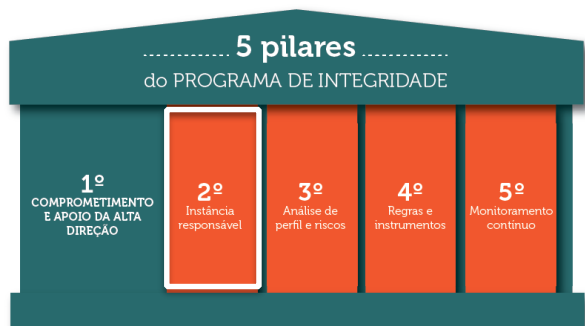 5 pilares
do PROGRAMA DE INTEGRIDADE
1º
COMPROMETIMENTO
E APOIO DA ALTA
DIREÇÃO
2º
Instância
responsável
3º
Análise de
perfil e riscos
4º
Regras e
instrumentos
5º
Monitoramento
contínuo